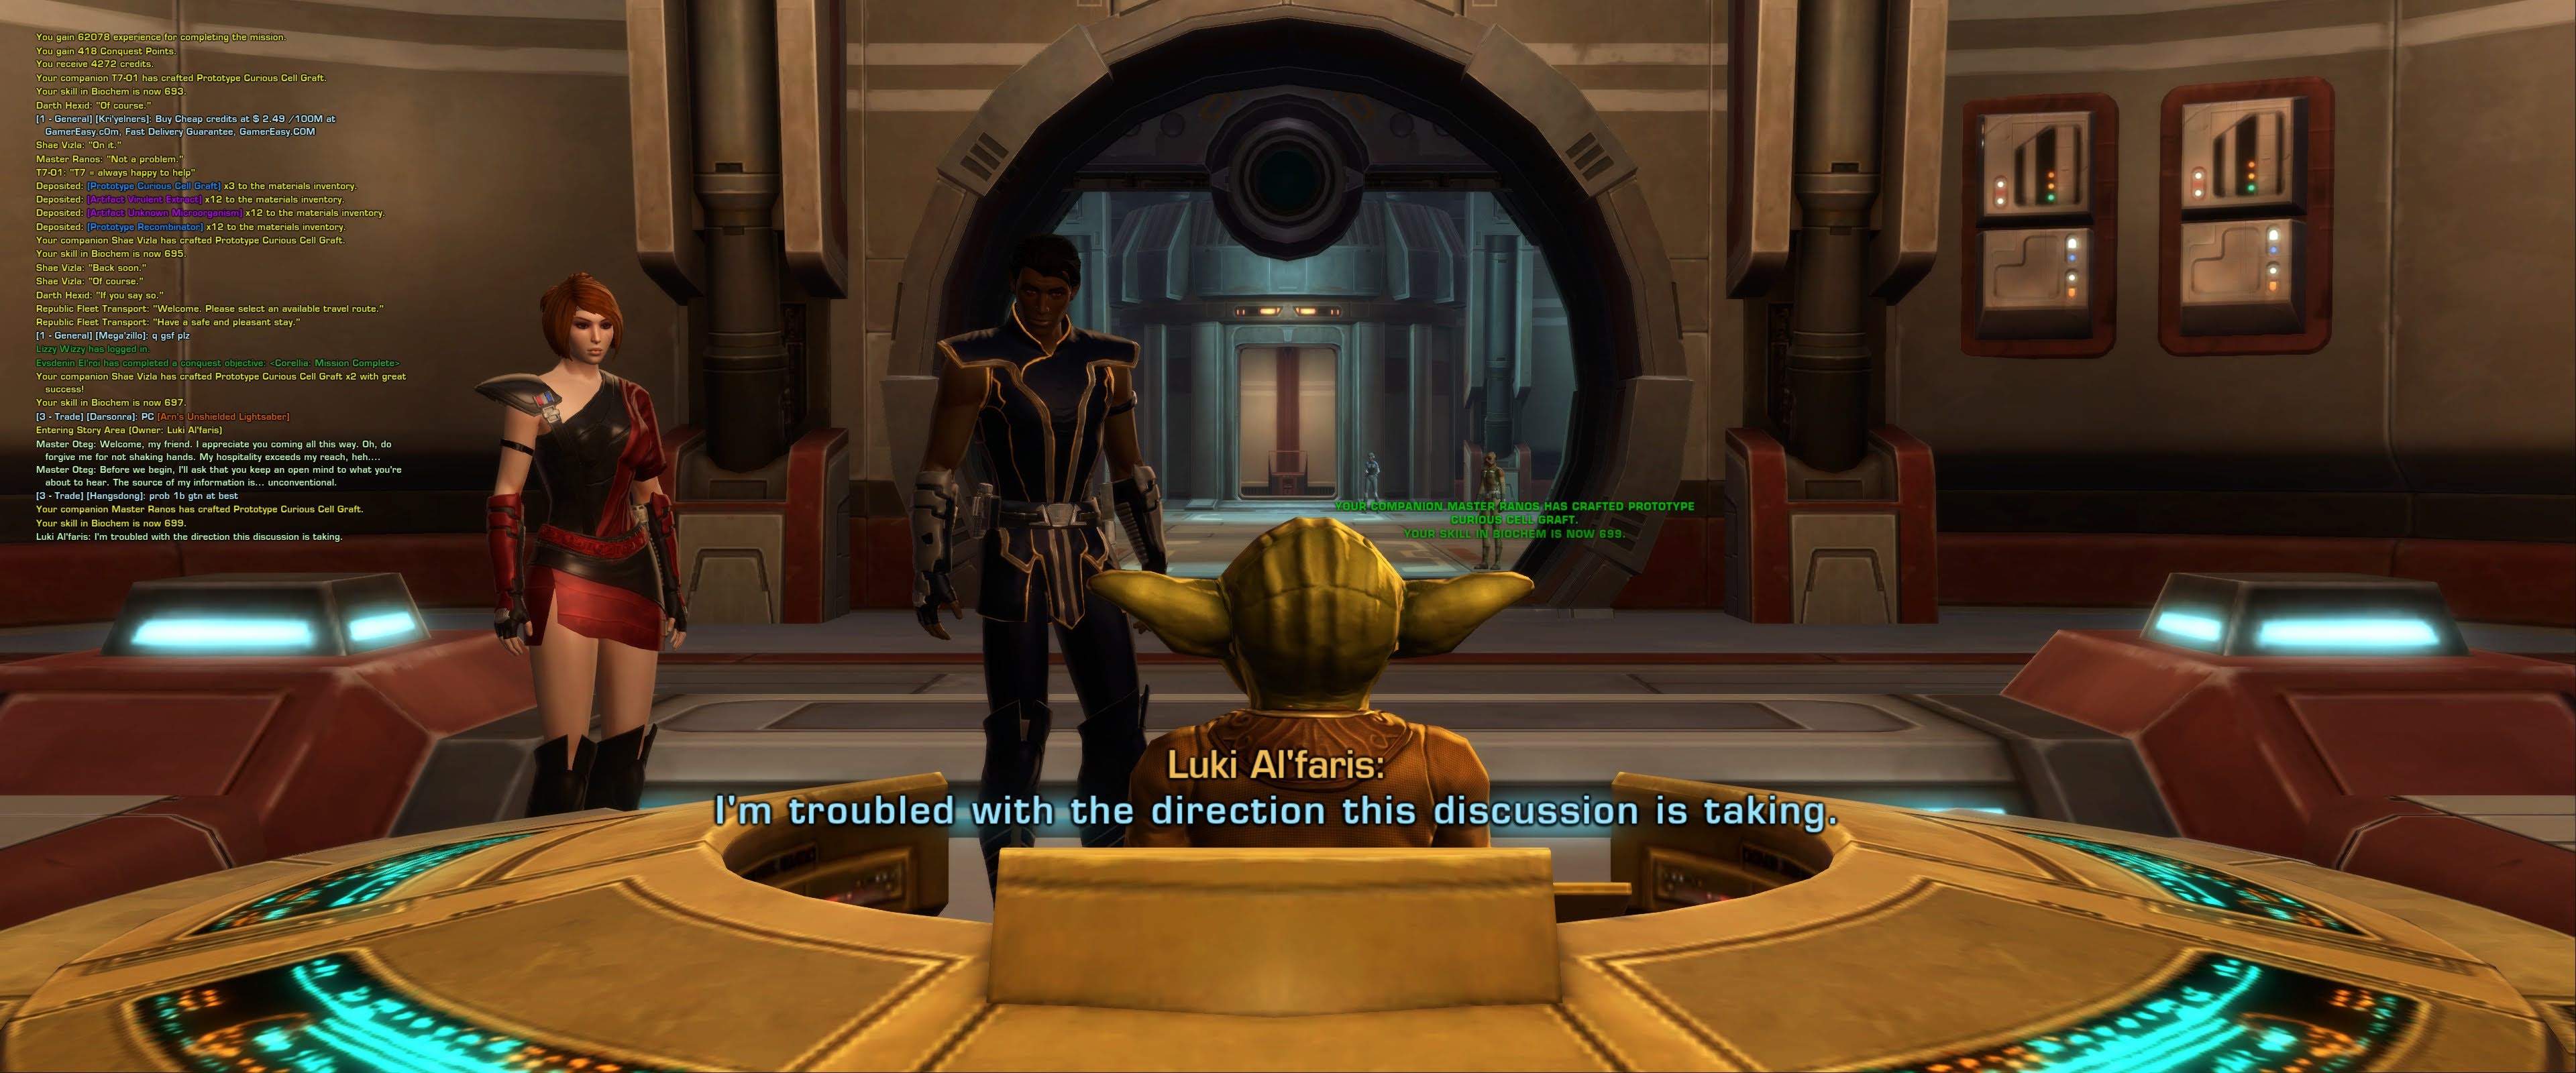 You gain 62078 experience for completing the mission.
You gain 418 Conquest Points.
You receive 4272 credits.
Your companion T7-01 has crafted Prototype Curious Cell Graft.
Your skill in Biochem is now 693.
Darth Hexid: "Of course."
[1 - General] [Kri'yelners]: Buy Cheap credits at $ 2.49 /100M at
GamerEasy.c0m, Fast Delivery Guarantee, GamerEasy.COM
Shae Vizla: "On it."
Master Ranos: "Not a problem."
T7-01: "T7 = always happy to help"
Deposited: [Prototype Curious Cell Graft] x3 to the materials inventory.
Deposited: [Artifact Virulent Extract] x12 to the materials inventory.
Deposited: [Artifact Unknown Microorganism] x12 to the materials inventory.
Deposited: [Prototype Recombinator] x12 to the materials inventory.
Your companion Shae Vizla has crafted Prototype Curious Cell Graft.
Your skill in Biochem is now 695.
Shae Vizla: "Back soon."
Shae Vizla: "Of course."
Darth Hexid: "If you say so."
Republic Fleet Transport: "Welcome. Please select an available travel route."
Republic Fleet Transport: "Have a safe and pleasant stay."
[1 - General] [Mega'zillo]: q gsf plz
Lizzy Wizzy has logged in.
Evsdenin El'roi has completed a conquest objective: <Corellia: Mission Complete>
Your companion Shae Vizla has crafted Prototype Curious Cell Graft x2 with great
success!
Your skill in Biochem is now 697.
[3 - Trade] [Darsonra]: PC [Arn's Unshielded Lightsaber]
Entering Story Area (Owner: Luki Al'faris)
Master Oteg: Welcome, my friend. I appreciate you coming all this way. Oh, do
forgive me for not shaking hands. My hospitality exceeds my reach, heh....
Master Oteg: Before we begin, I'll ask that you keep an open mind to what you're
about to hear. The source of my information is... unconventional.
[3 - Trade] [Hangsdong]: prob 1b gtn at best
Your companion Master Ranos has crafted Prototype Curious Cell Graft.
Your skill in Biochem is now 699.
Luki Al'faris: I'm troubled with the direction this discussion is taking.
YOUR COMPANION MASTER RANOS HAS CRAFTED PROTOTYPE
CURIOUS CELL GRAFT.
YOUR SKILL IN BIOCHEM IS NOW 699.
Luki Al'faris:
I'm troubled with the direction this discussion is taking.